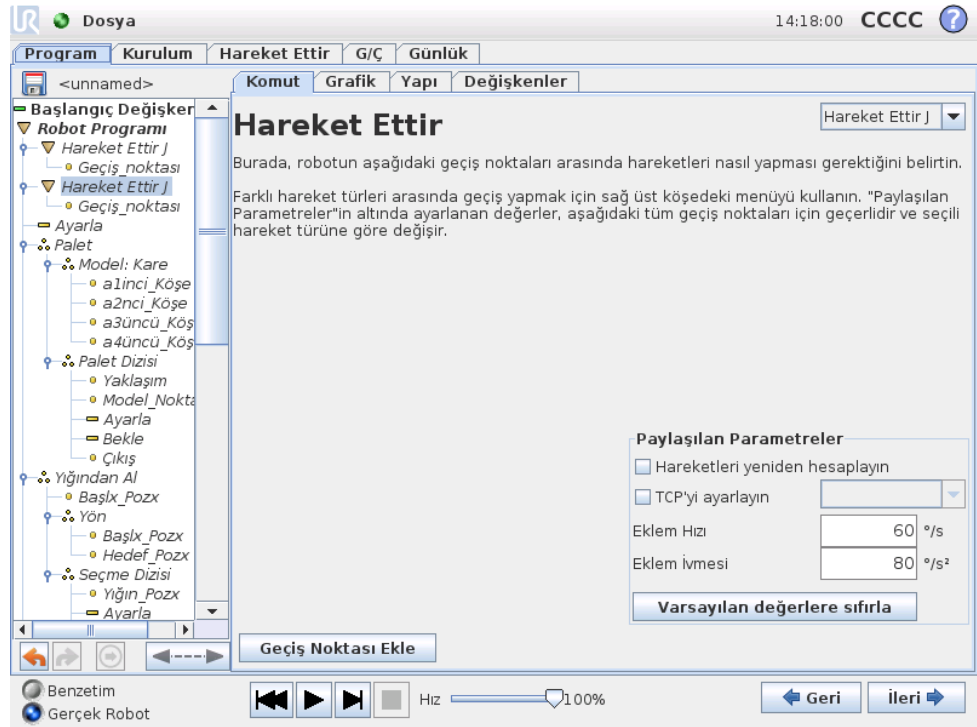 Dosya
14:18:00 CCCC ?
Program Kurulum Hareket Ettir G/Ç Günlük
<unnamed>
Komut Grafik Yapı Değişkenler
Başlangıç Değişker
Robot Programı
Hareket Ettir J
Geçiş_noktası
Hareket Ettir J
Geçiş_noktası
Ayarla
Palet
Model: Kare
a1inci_Köşe
a2nci_Köşe
a3üncü_Köş
a4üncü_Köş
Palet Dizisi
Yaklaşım
Model_Nokta
Ayarla
Bekle
Çıkış
Yığından Al
Başlx_Pozx
Yön
Başlx_Pozx
Hedef_Pozx
Seçme Dizisi
Yığın_Pozx
Ayarla
Hareket Ettir
Hareket Ettir J
Burada, robotun aşağıdaki geçiş noktaları arasında hareketleri nasıl yapması gerektiğini belirtin.
Farklı hareket türleri arasında geçiş yapmak için sağ üst köşedeki menüyü kullanın. "Paylaşılan
Parametreler"in altında ayarlanan değerler, aşağıdaki tüm geçiş noktaları için geçerlidir ve seçili
hareket türüne göre değişir.
Paylaşılan Parametreler
Hareketleri yeniden hesaplayın
TCP'yi ayarlayın
Eklem Hızı 60 °/s
Eklem İvmesi 80 °/s²
Varsayılan değerlere sıfırla
Geçiş Noktası Ekle
Benzetim
Gerçek Robot
Hız 100%
Geri İleri